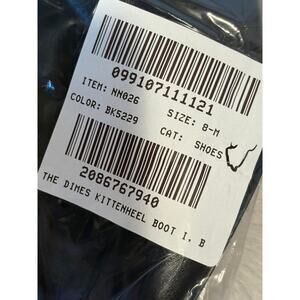 099107111121
ITEM: NN026 SIZE: 8-M
COLOR: BK5229 CAT: SHOES
2086767940
THE DIMES KITTENHEEL BOOT I, B